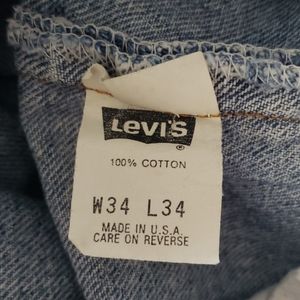 LEVI'S
®
100% COTTON
W34 L34
MADE IN U.S.A.
CARE ON REVERSE